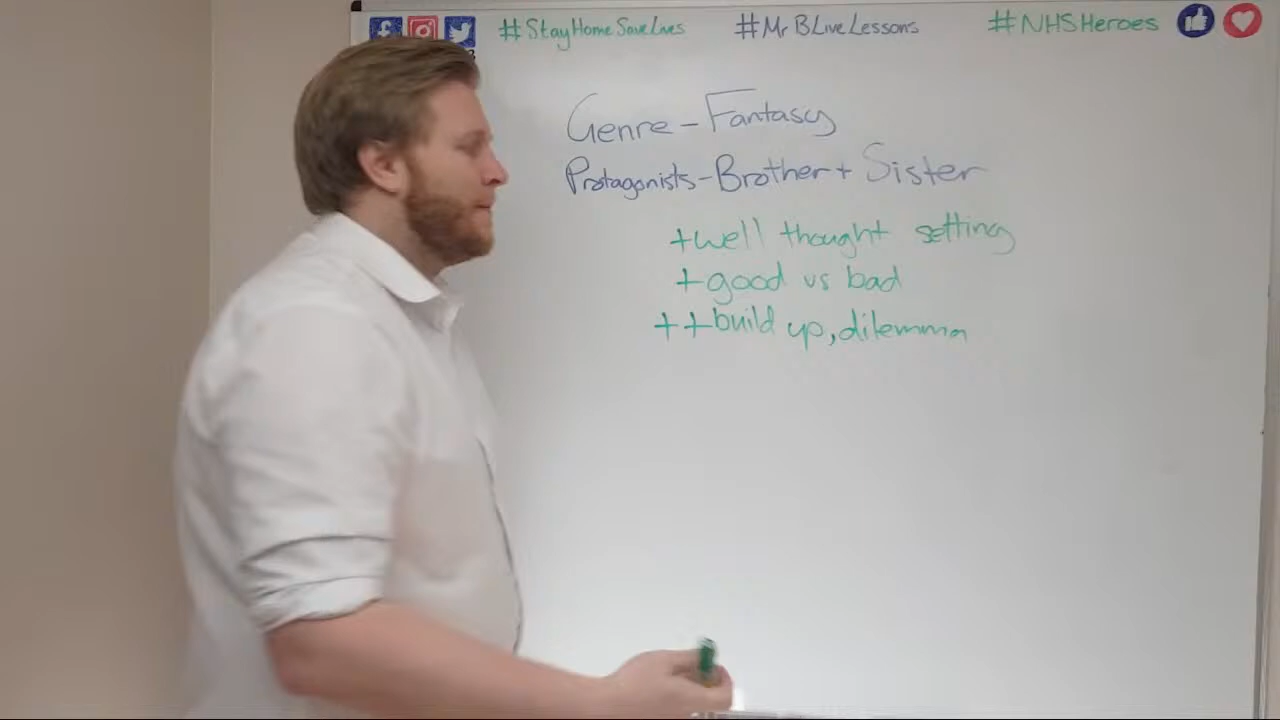 #StayHomeSaveLives #MrBLiveLessons #NHSHeroes
Genre - Fantasy
Protagonists - Brother + Sister
+ well thought setting
+ good vs bad
+ + build up, dilemma